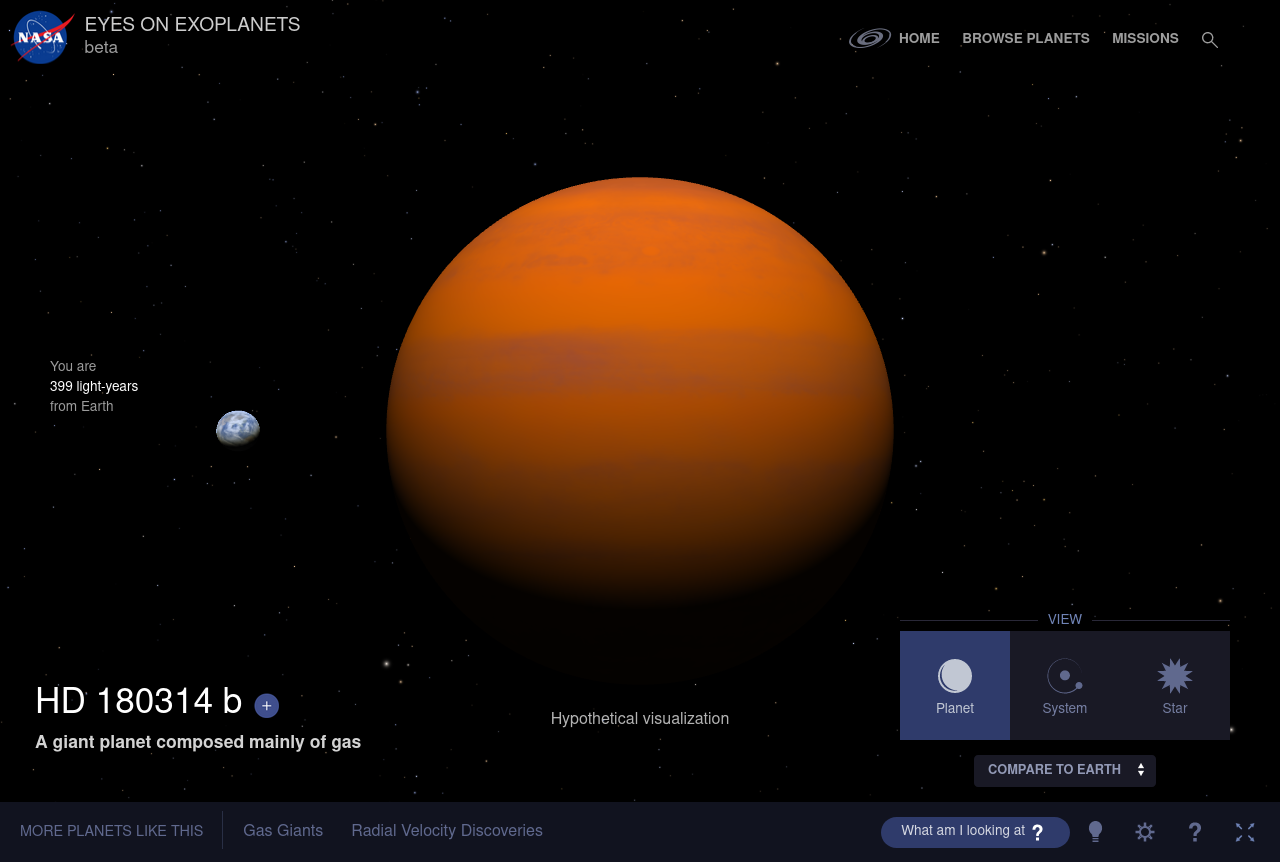 NASA
EYES ON EXOPLANETS
beta
HOME
BROWSE PLANETS
MISSIONS
You are
399 light-years
from Earth
HD 180314 b +
A giant planet composed mainly of gas
Hypothetical visualization
VIEW
Planet
System
Star
COMPARE TO EARTH
MORE PLANETS LIKE THIS
Gas Giants
Radial Velocity Discoveries
What am I looking at ?
?